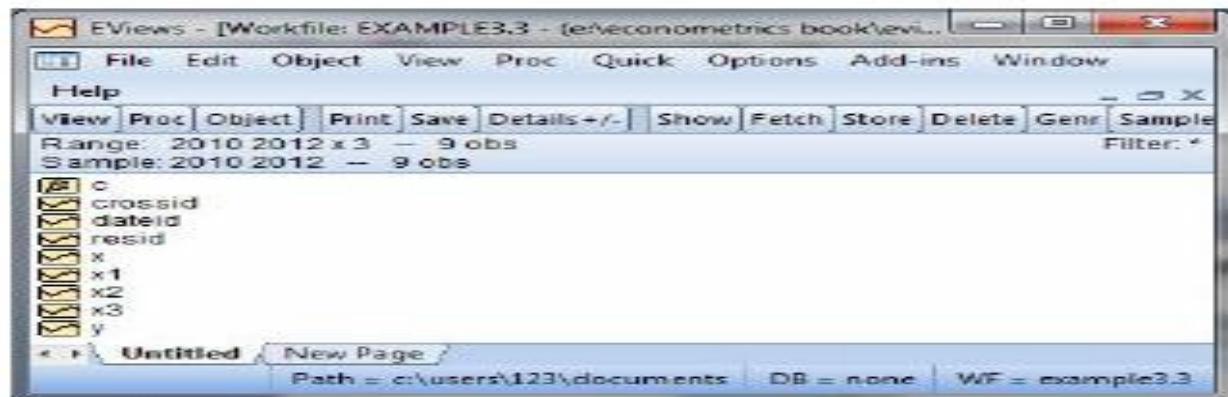 EViews - [Workfile: EXAMPLE3.3 - (e:\econometrics book\evi...
File Edit Object View Proc Quick Options Add-ins Window
Help
View Proc Object Print Save Details+/- Show Fetch Store Delete Genr Sample
Range: 2010 2012 x 3 -- 9 obs Filter: *
Sample: 2010 2012 -- 9 obs
c
crossid
dateid
resid
x
x1
x2
x3
y
Untitled New Page
Path = c:\users\123\documents DB = none WF = example3.3